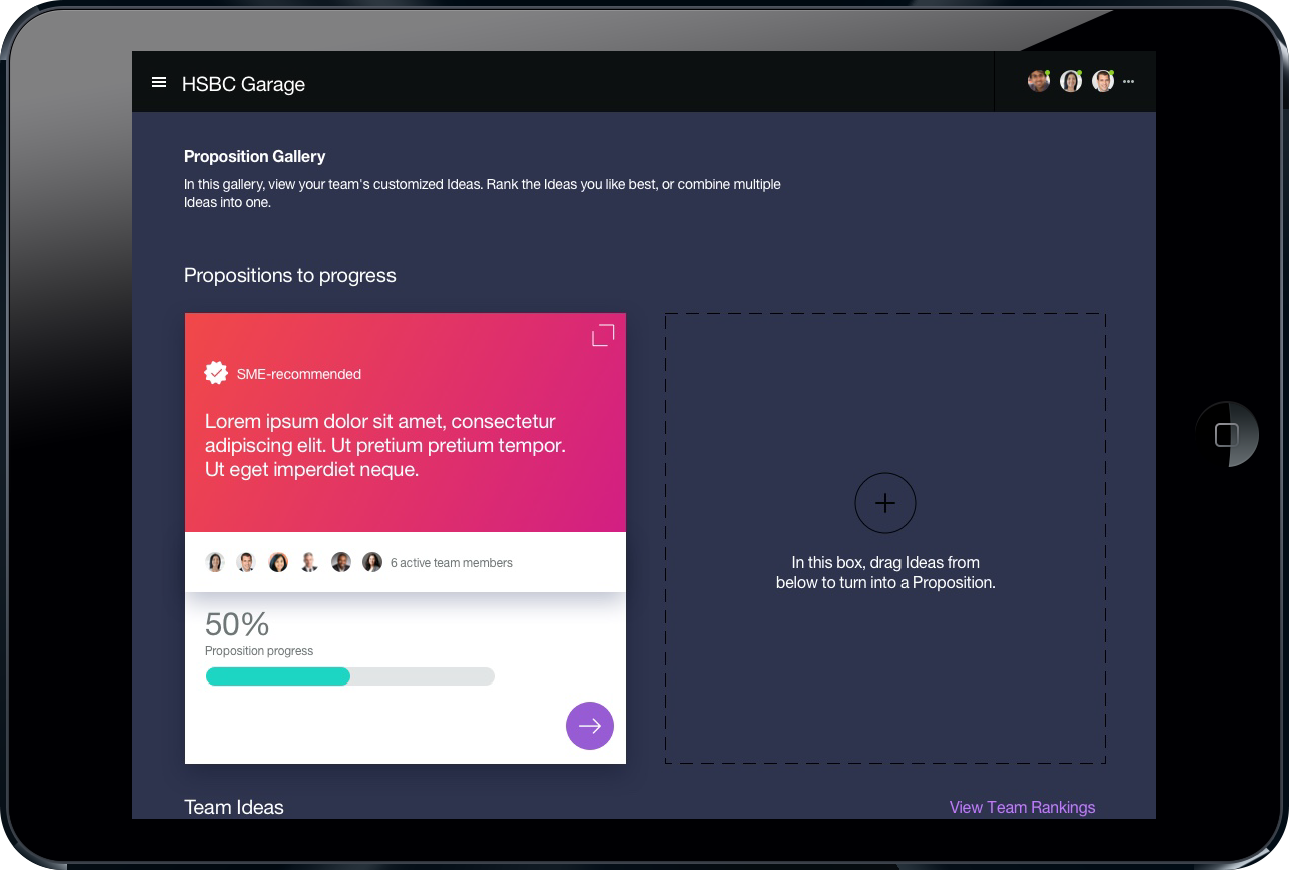 HSBC Garage
Proposition Gallery
In this gallery, view your team's customized Ideas. Rank the Ideas you like best, or combine multiple
Ideas into one.
Propositions to progress
SME-recommended
Lorem ipsum dolor sit amet, consectetur
adipiscing elit. Ut pretium pretium tempor.
Ut eget imperdiet neque.
6 active team members
50%
Proposition progress
In this box, drag Ideas from
below to turn into a Proposition.
Team Ideas
View Team Rankings